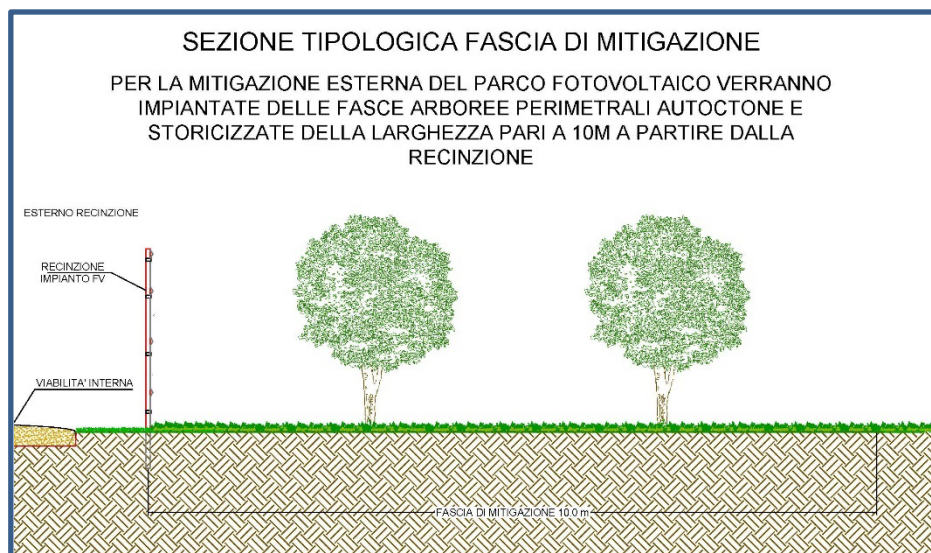 SEZIONE TIPOLOGICA FASCIA DI MITIGAZIONE
PER LA MITIGAZIONE ESTERNA DEL PARCO FOTOVOLTAICO VERRANNO
IMPIANTATE DELLE FASCE ARBOREE PERIMETRALI AUTOCTONE E
STORICIZZATE DELLA LARGHEZZA PARI A 10M A PARTIRE DALLA
RECINZIONE
ESTERNO RECINZIONE
RECINZIONE
IMPIANTO FV
VIABILITA' INTERNA
FASCIA DI MITIGAZIONE 10.0 m